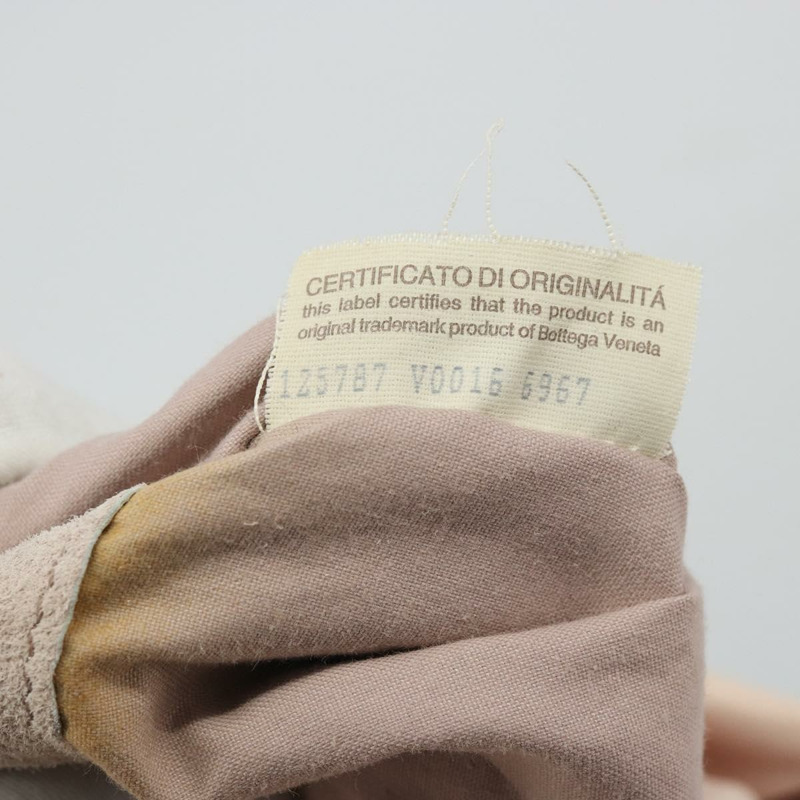 CERTIFICATO DI ORIGINALITÁ
this label certifies that the product is an
original trademark product of Bottega Veneta
125787 V0016 6967